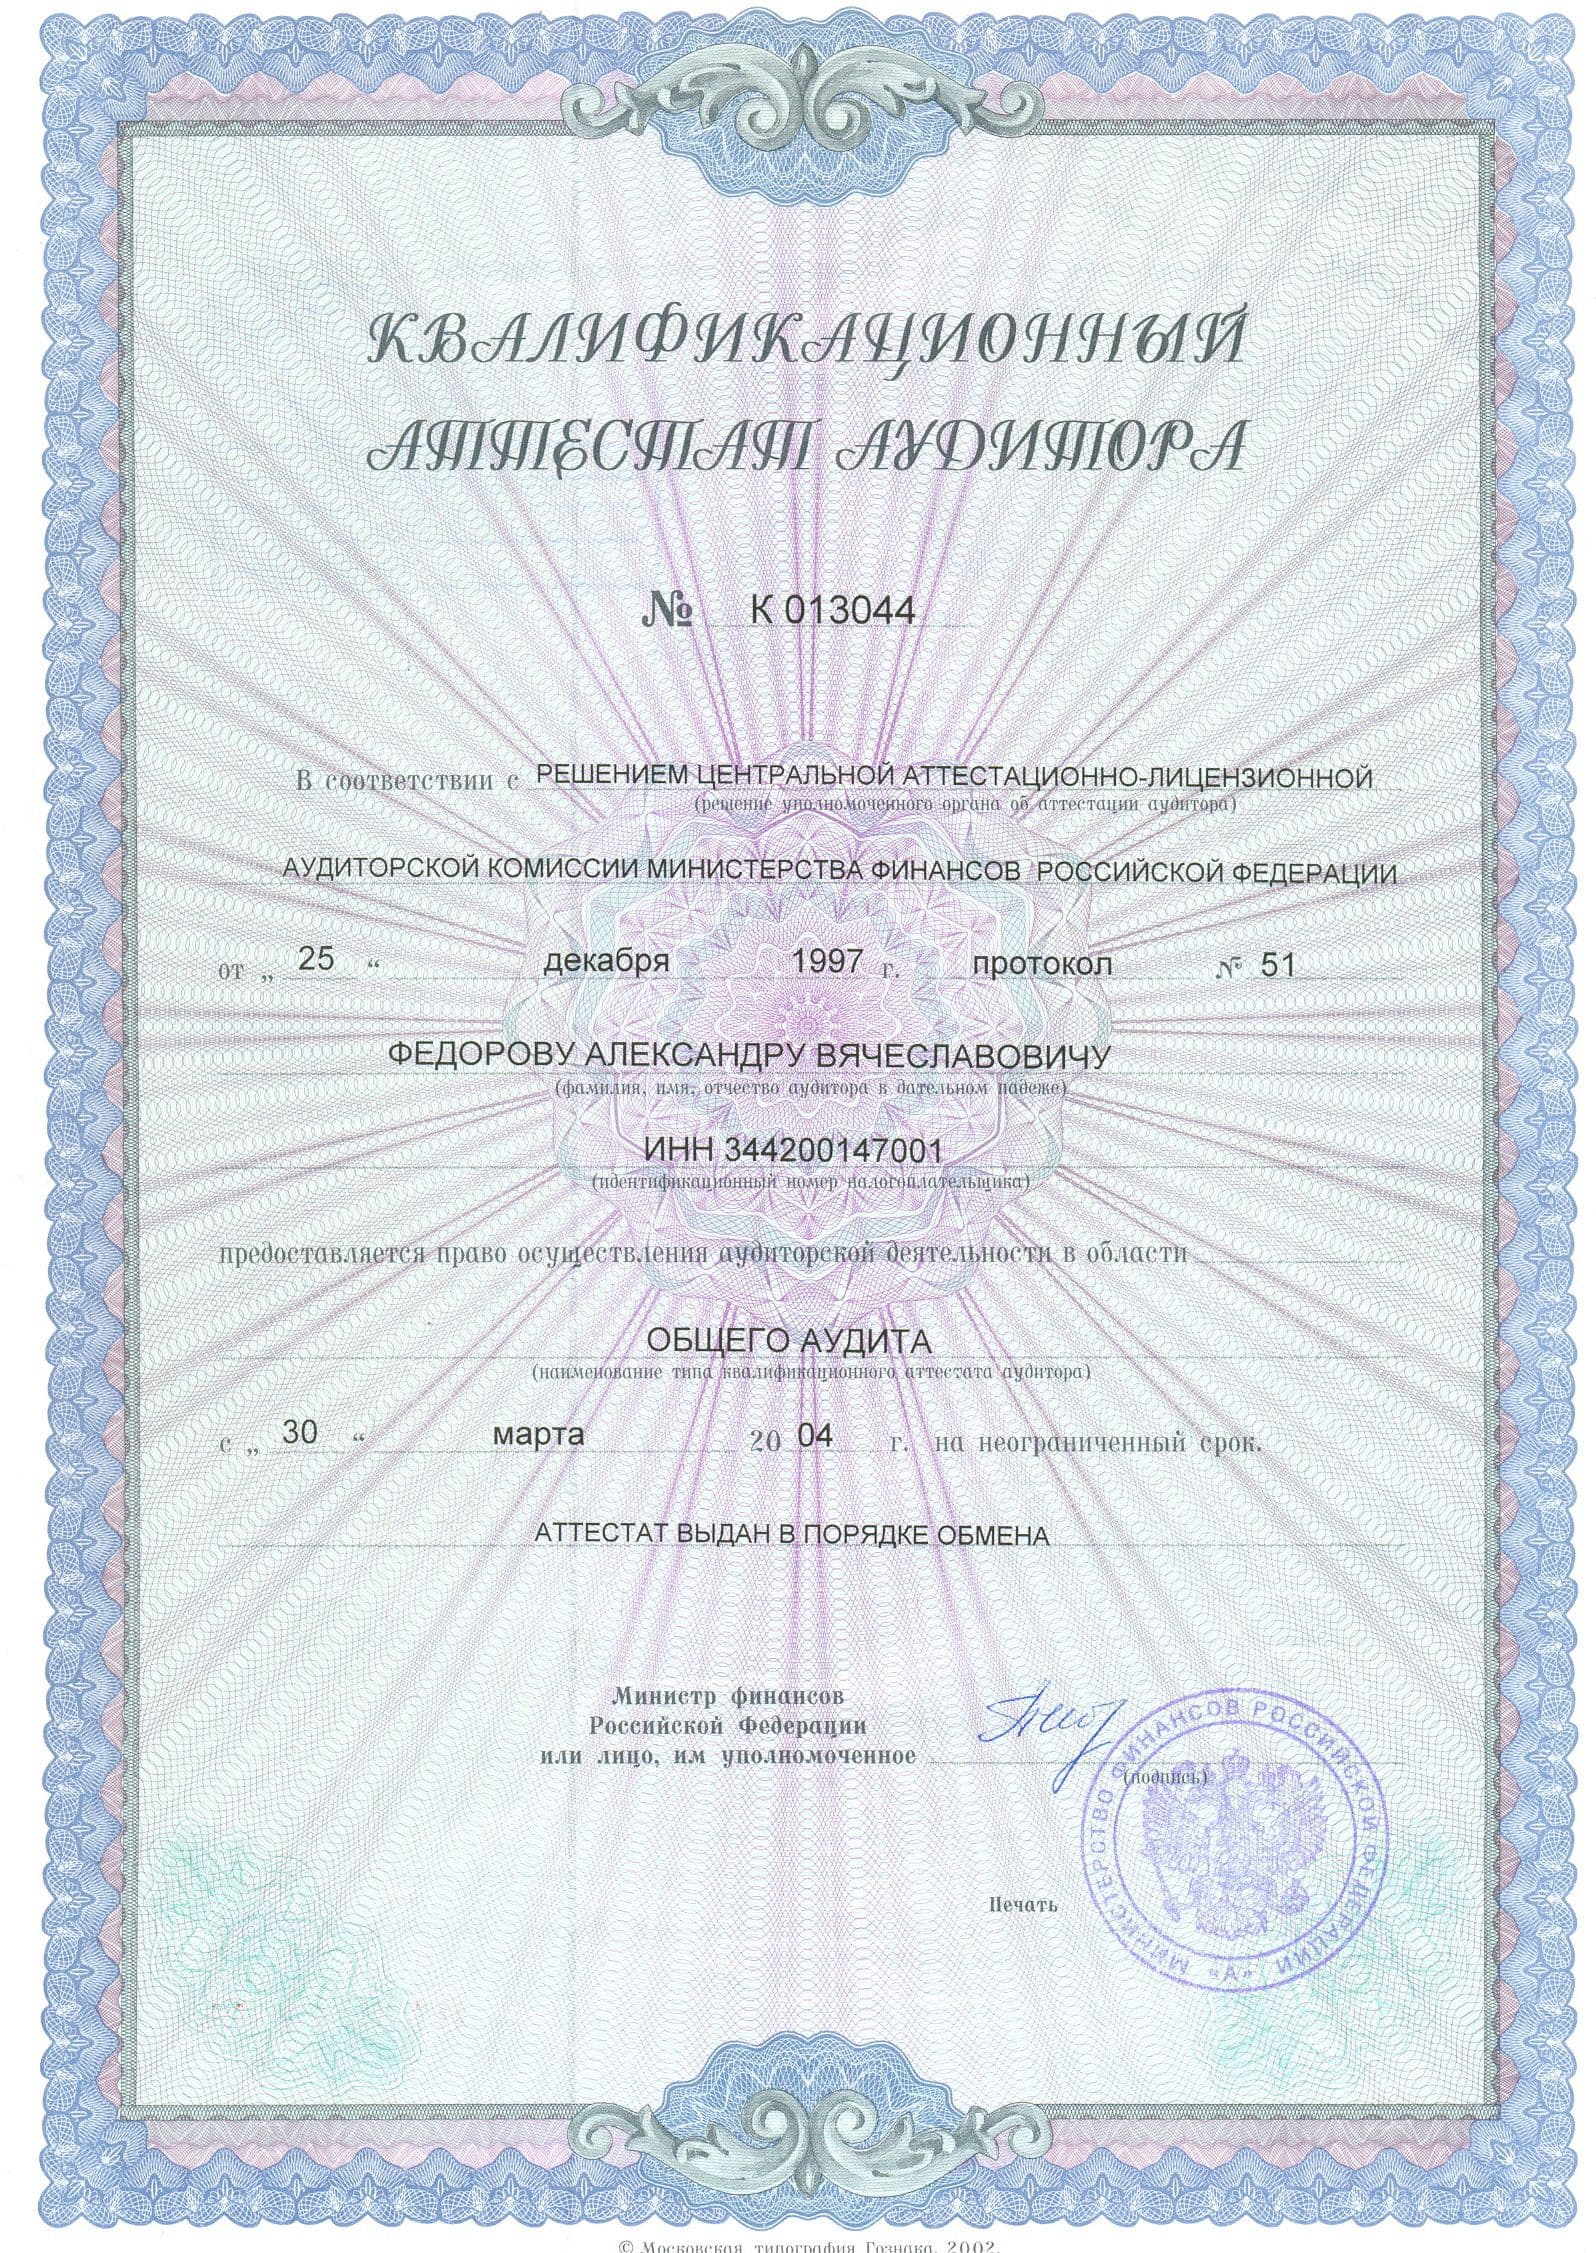 КВАЛИФИКАЦИОННЫЙ
АТТЕСТАТ АУДИТОРА
№ К 013044
В соответствии с РЕШЕНИЕМ ЦЕНТРАЛЬНОЙ АТТЕСТАЦИОННО-ЛИЦЕНЗИОННОЙ
(решение уполномоченного органа об аттестации аудитора)
АУДИТОРСКОЙ КОМИССИИ МИНИСТЕРСТВА ФИНАНСОВ РОССИЙСКОЙ ФЕДЕРАЦИИ
от „ 25 “ декабря 1997 г. протокол № 51
ФЕДОРОВУ АЛЕКСАНДРУ ВЯЧЕСЛАВОВИЧУ
(фамилия, имя, отчество аудитора в дательном падеже)
ИНН 344200147001
(идентификационный номер налогоплательщика)
предоставляется право осуществления аудиторской деятельности в области
ОБЩЕГО АУДИТА
(наименование типа квалификационного аттестата аудитора)
с „ 30 “ марта 20 04 г. на неограниченный срок.
АТТЕСТАТ ВЫДАН В ПОРЯДКЕ ОБМЕНА
Министр финансов
Российской Федерации
или лицо, им уполномоченное
(подпись)
Печать
МИНИСТЕРСТВО ФИНАНСОВ РОССИЙСКОЙ ФЕДЕРАЦИИ «А»
© Московская типография Гознака, 2002.